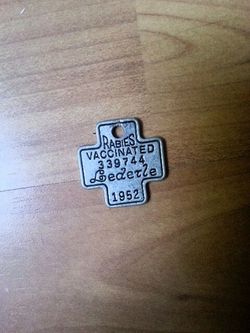 RABIES
VACCINATED
339744
Lederle
1952